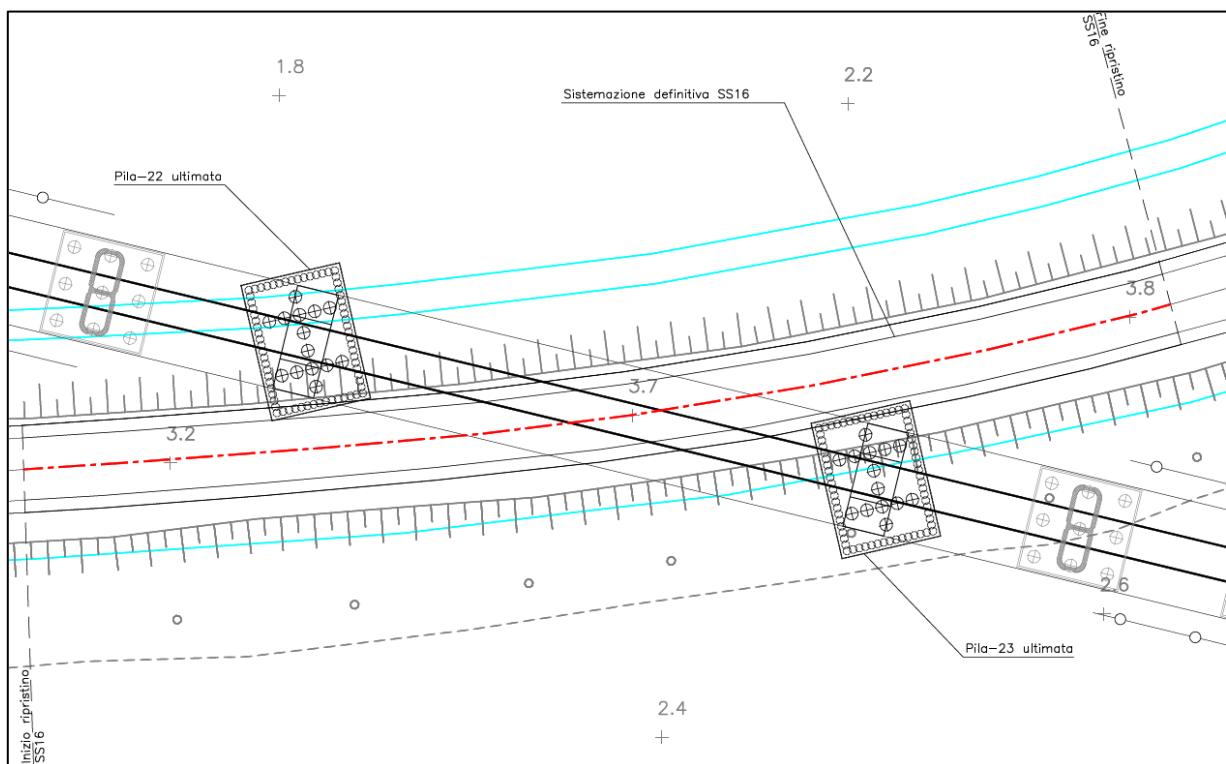 Fine ripristino
SS16
1.8
2.2
Sistemazione definitiva SS16
Pila-22 ultimata
3.8
3.7
3.2
2.6
Pila-23 ultimata
2.4
Inizio ripristino
SS16